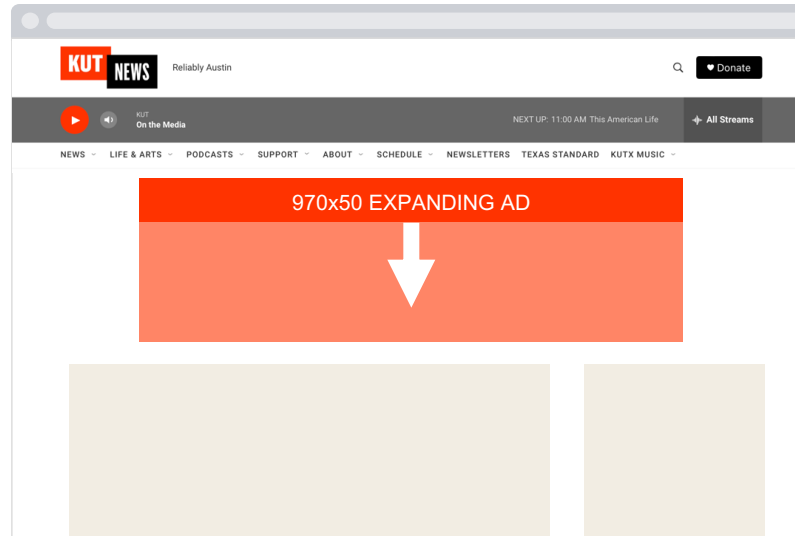 KUT NEWS
Reliably Austin
Donate
KUT
On the Media
NEXT UP: 11:00 AM This American Life
All Streams
NEWS LIFE & ARTS PODCASTS SUPPORT ABOUT SCHEDULE NEWSLETTERS TEXAS STANDARD KUTX MUSIC
970x50 EXPANDING AD